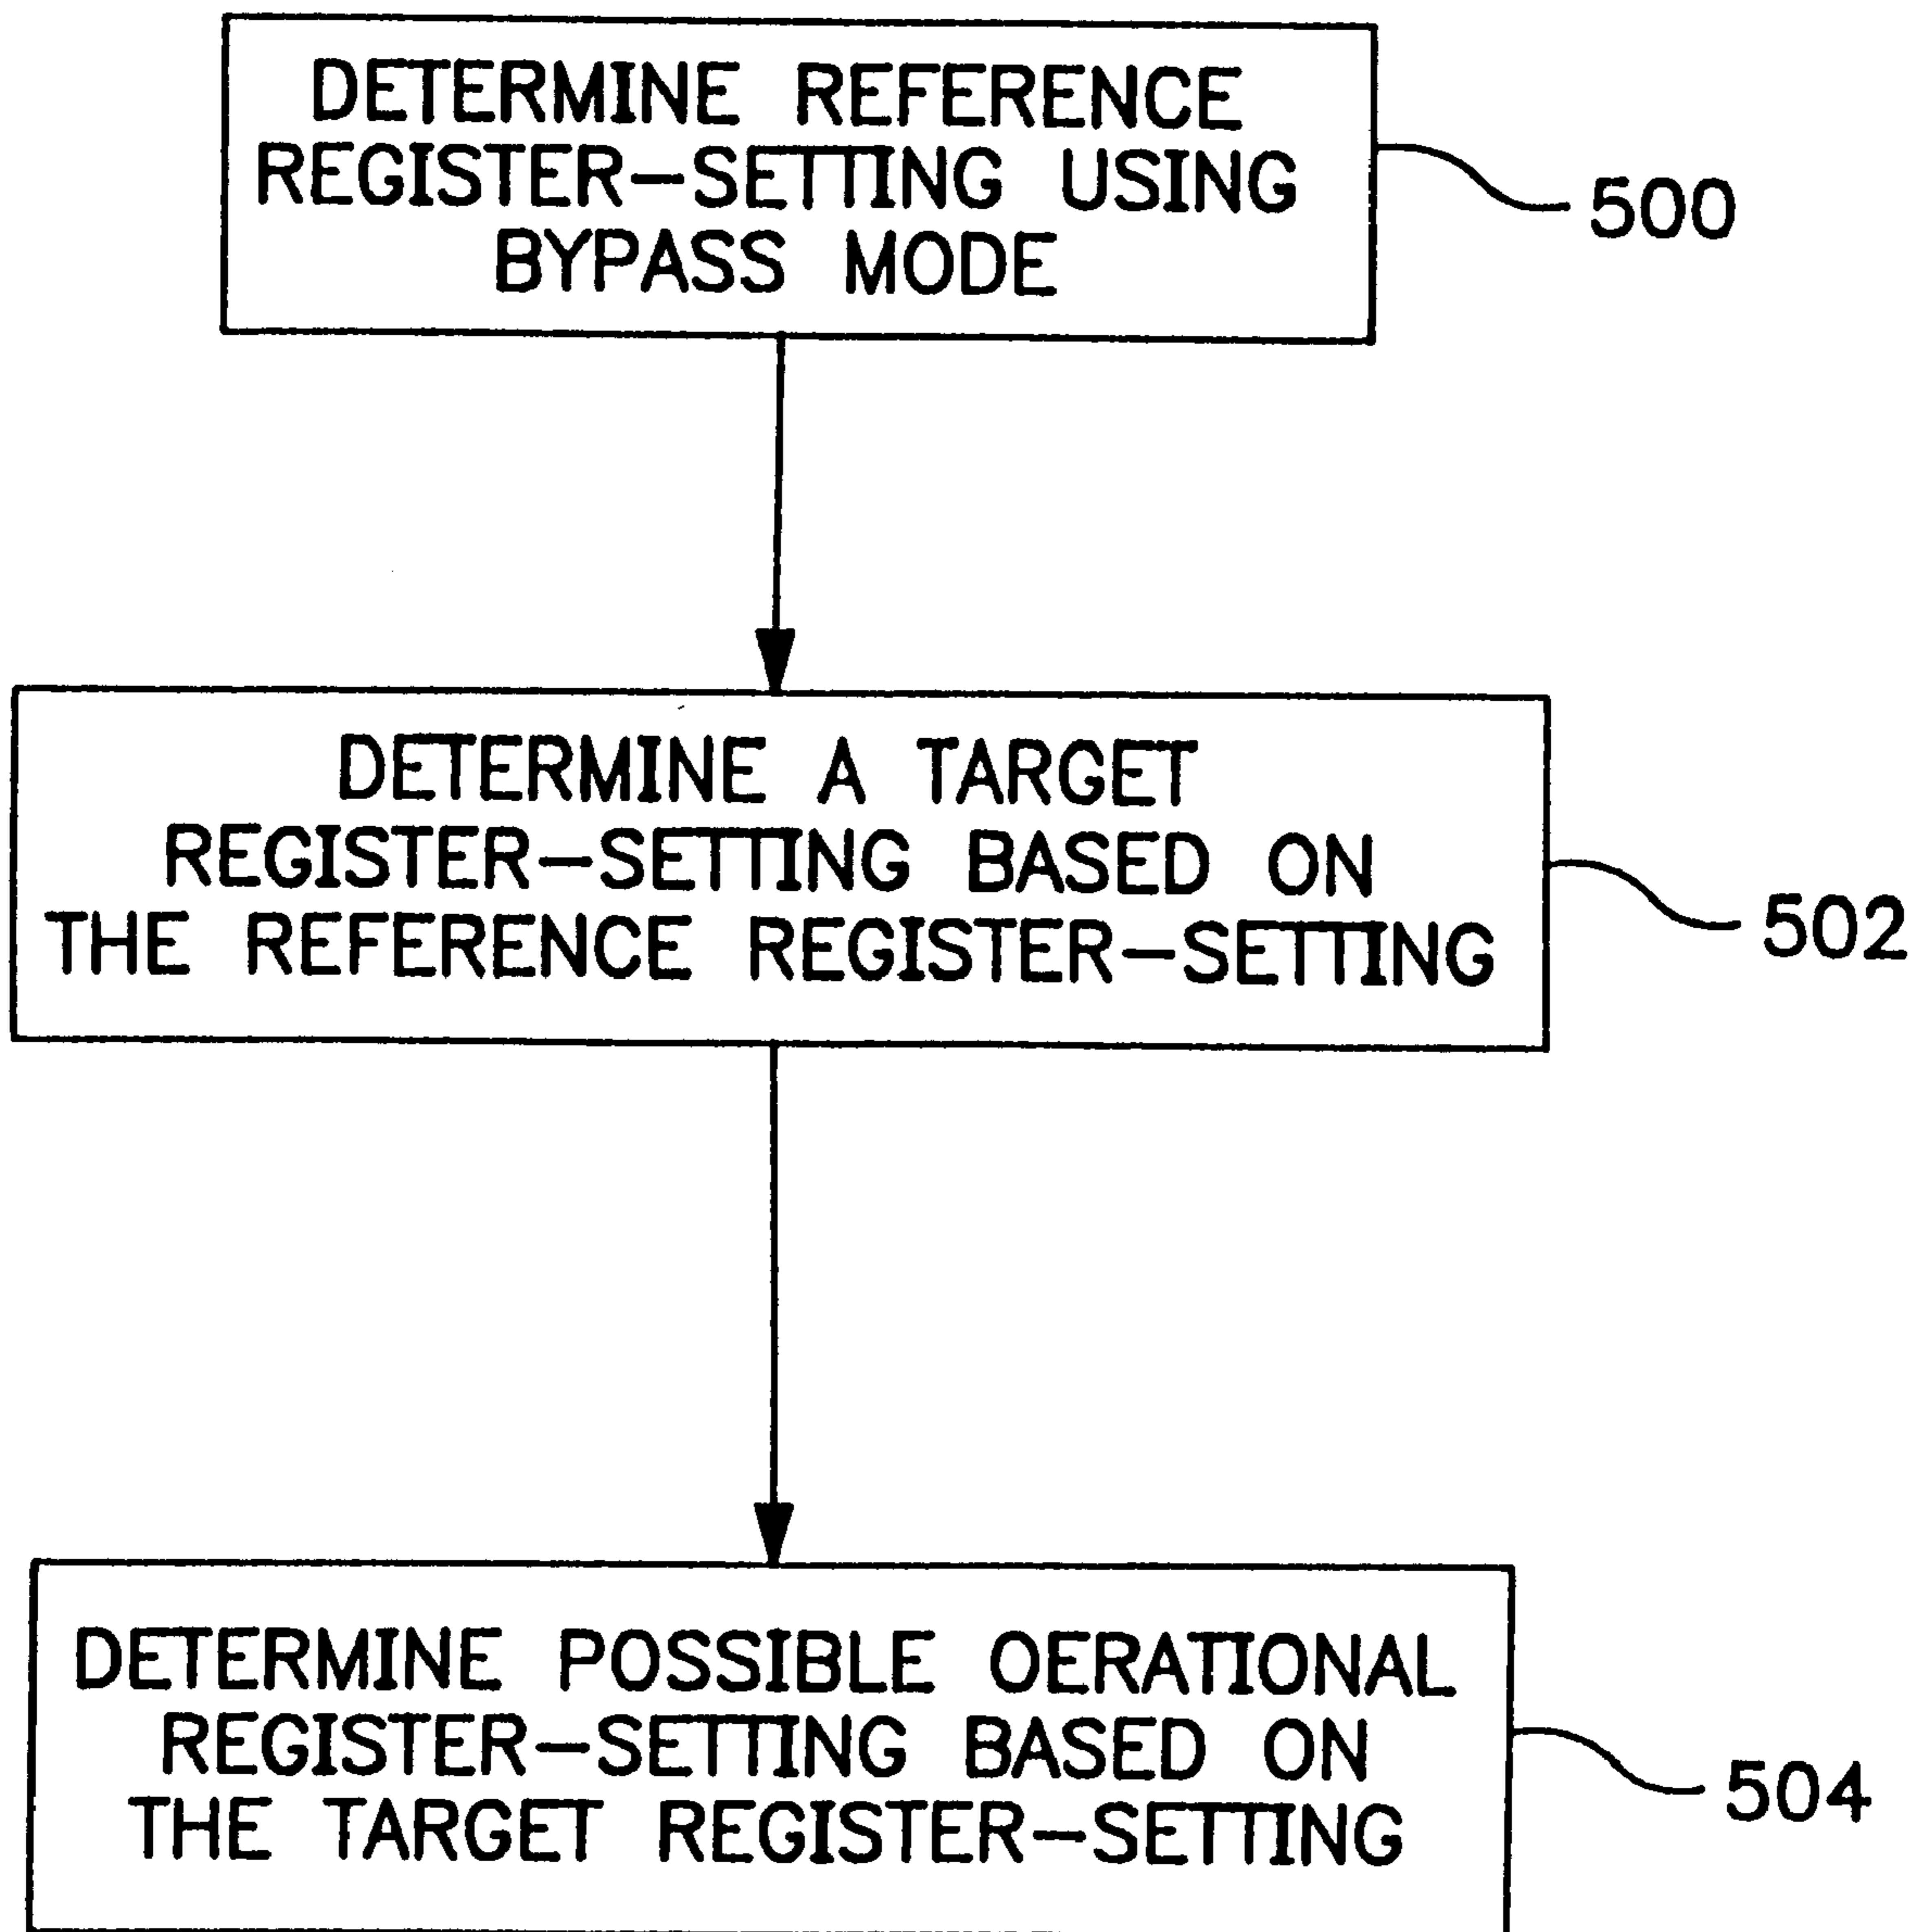 DETERMINE REFERENCE
REGISTER—SETTING USING
BYPASS MODE
500
DETERMINE A TARGET
REGISTER—SETTING BASED ON
THE REFERENCE REGISTER—SETTING
502
DETERMINE POSSIBLE OERATIONAL
REGISTER—SETTING BASED ON
THE TARGET REGISTER—SETTING
504